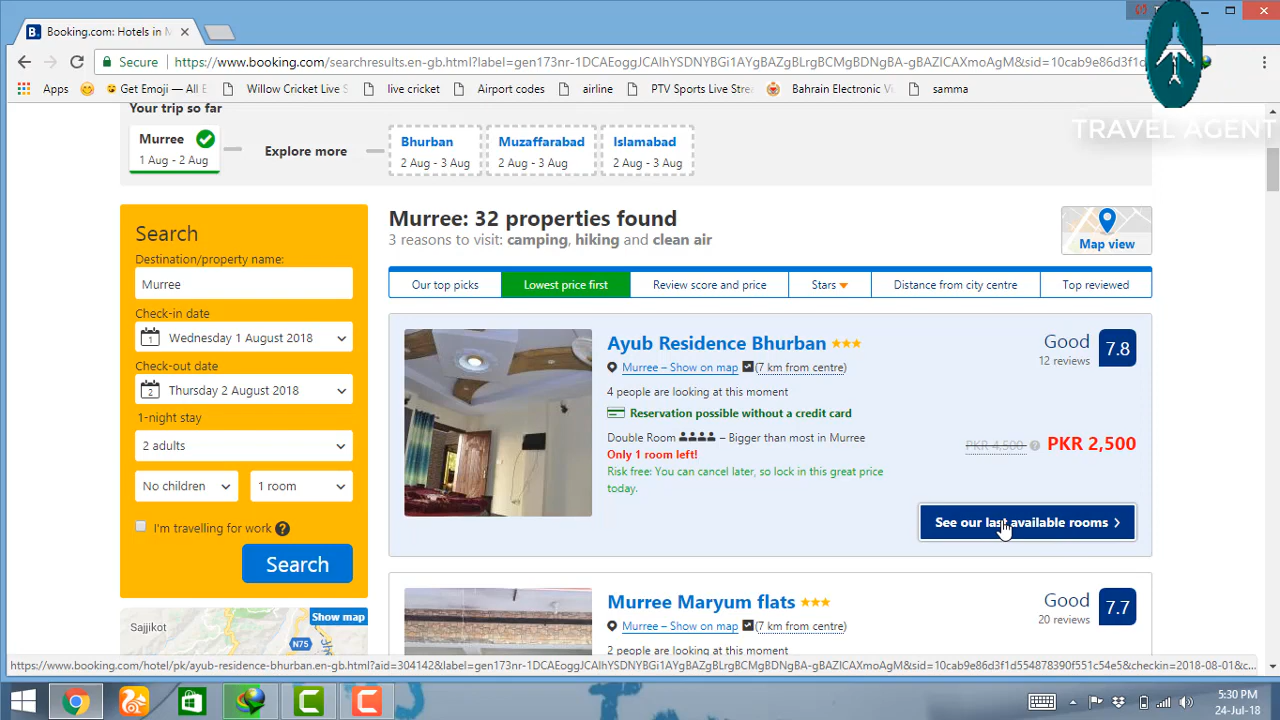 B. Booking.com: Hotels in M
Secure https://www.booking.com/searchresults.en-gb.html?label=gen173nr-1DCAEoggJCAlhYSDNYBGi1AYgBAZgBLrgBCMgBDNgBA-gBAZICAXmoAgM&sid=10cab9e86d3f1d
Apps Get Emoji — All E Willow Cricket Live S live cricket Airport codes airline PTV Sports Live Stre Bahrain Electronic V samma
TRAVEL AGENT
Your trip so far
Murree
1 Aug - 2 Aug
Explore more
Bhurban
2 Aug - 3 Aug
Muzaffarabad
2 Aug - 3 Aug
Islamabad
2 Aug - 3 Aug
Search
Destination/property name:
Murree
Check-in date
1 Wednesday 1 August 2018
Check-out date
2 Thursday 2 August 2018
1-night stay
2 adults
No children 1 room
I'm travelling for work ?
Search
Sajjikot
Show map
N75
Murree: 32 properties found
3 reasons to visit: camping, hiking and clean air
Map view
Our top picks Lowest price first Review score and price Stars Distance from city centre Top reviewed
Ayub Residence Bhurban
Murree – Show on map (7 km from centre)
Good 7.8
12 reviews
4 people are looking at this moment
Reservation possible without a credit card
Double Room – Bigger than most in Murree
Only 1 room left!
Risk free: You can cancel later, so lock in this great price
today.
PKR 4,500 ? PKR 2,500
See our last available rooms
Murree Maryum flats
Murree – Show on map (7 km from centre)
Good 7.7
20 reviews
2 people are looking at this moment
https://www.booking.com/hotel/pk/ayub-residence-bhurban.en-gb.html?aid=304142&label=gen173nr-1DCAEoggJCAlhYSDNYBGi1AYgBAZgBLrgBCMgBDNgBA-gBAZICAXmoAgM&sid=10cab9e86d3f1d554878390f551c54e5&checkin=2018-08-01&c...
5:30 PM
24-Jul-18